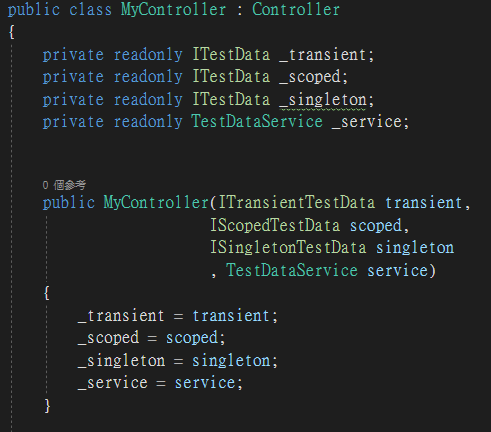 public class MyController : Controller
{
    private readonly ITestData _transient;
    private readonly ITestData _scoped;
    private readonly ITestData _singleton;
    private readonly TestDataService _service;
    0 個參考
    public MyController(ITransientTestData transient,
                        IScopedTestData scoped,
                        ISingletonTestData singleton
                        , TestDataService service)
    {
        _transient = transient;
        _scoped = scoped;
        _singleton = singleton;
        _service = service;
    }